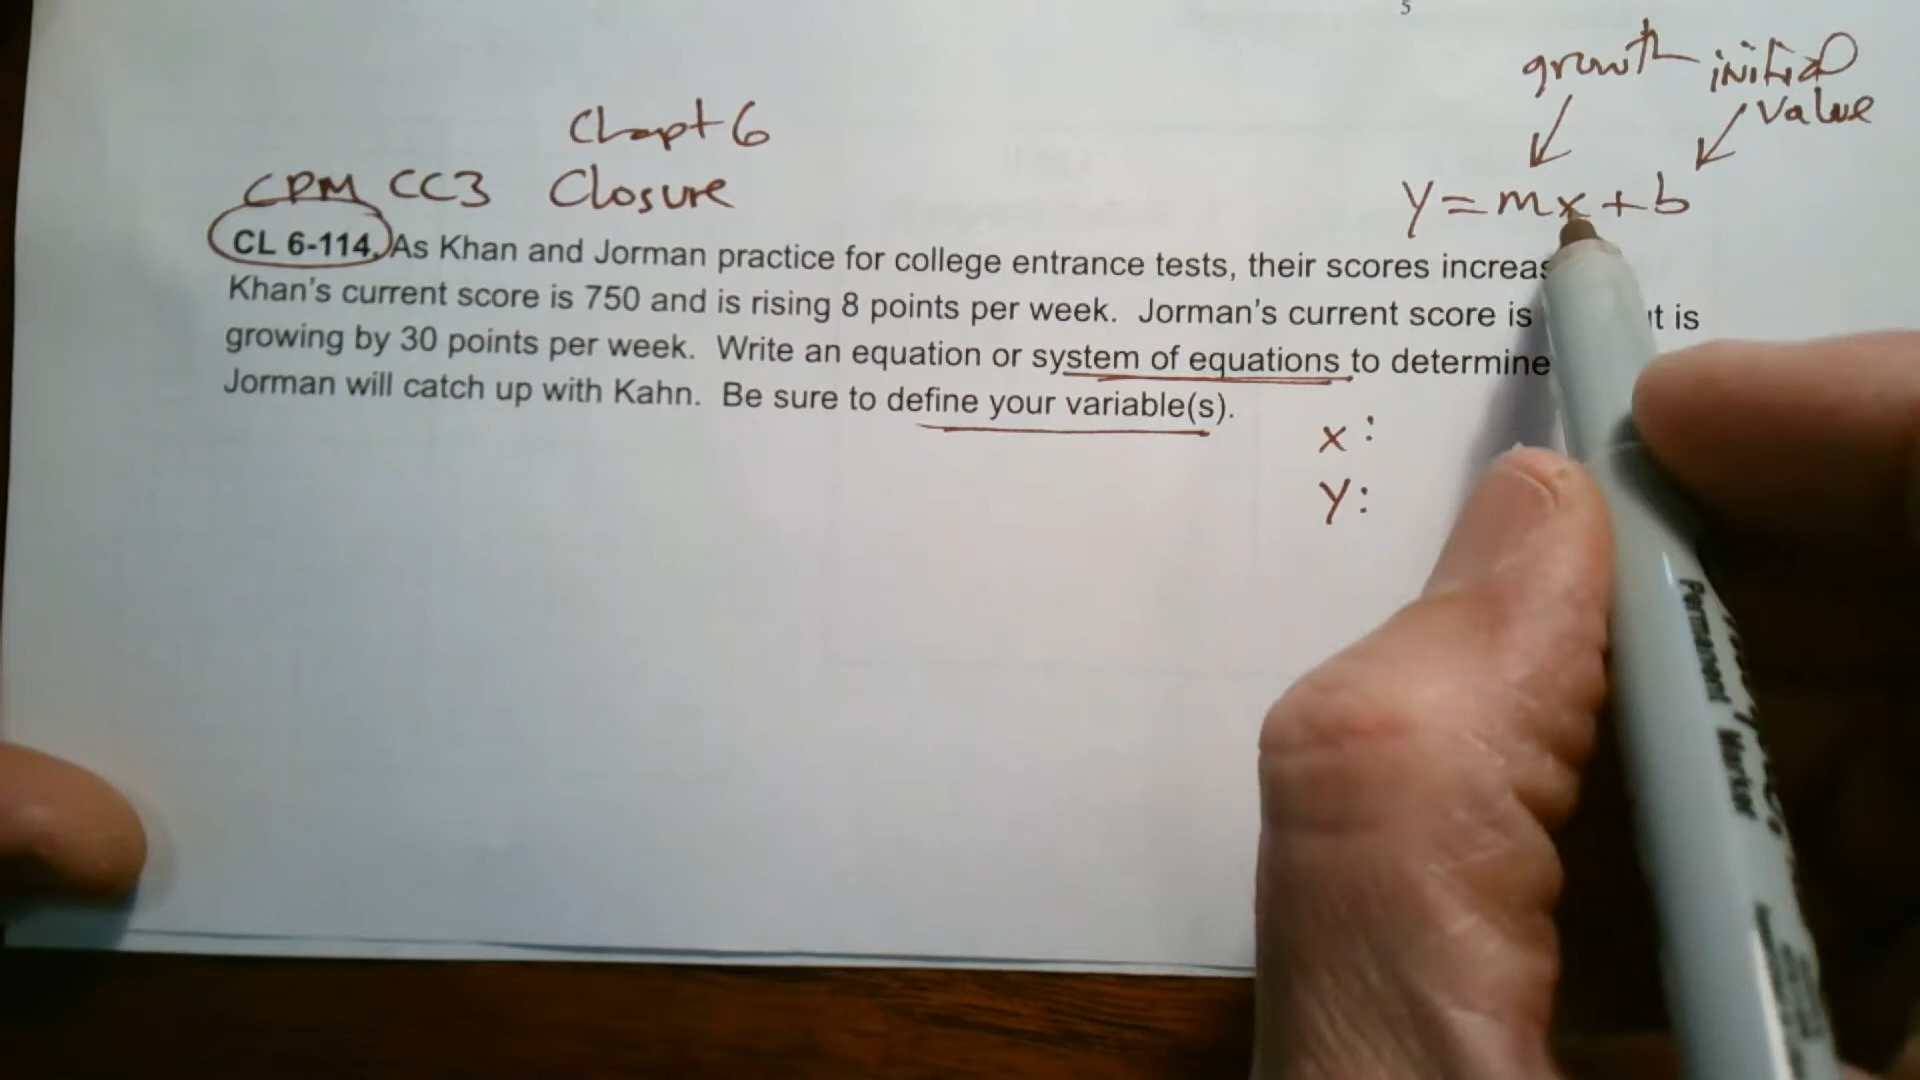 5
growth initial
value
Chapt 6
CPM CC3 Closure
y=mx+b
CL 6-114. As Khan and Jorman practice for college entrance tests, their scores
Khan's current score is 750 and is rising 8 points per week. Jorman's current score is is
growing by 30 points per week. Write an equation or system of equations to determine
Jorman will catch up with Kahn. Be sure to define your variable(s).
x:
y:
Permanent Marker